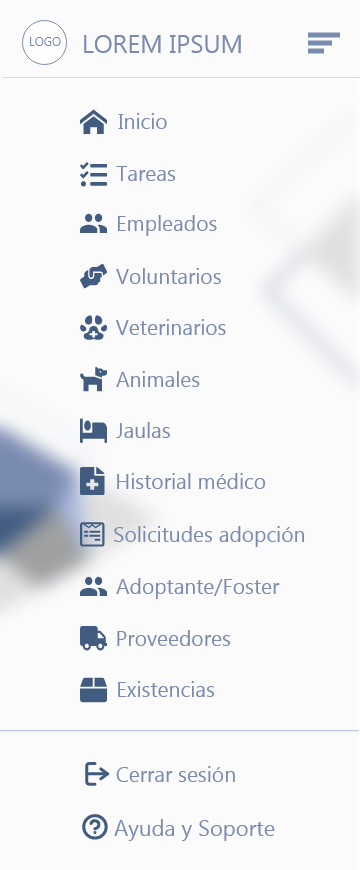 LOGO
LOREM IPSUM
Inicio
Tareas
Empleados
Voluntarios
Veterinarios
Animales
Jaulas
Historial médico
Solicitudes adopción
Adoptante/Foster
Proveedores
Existencias
Cerrar sesión
Ayuda y Soporte